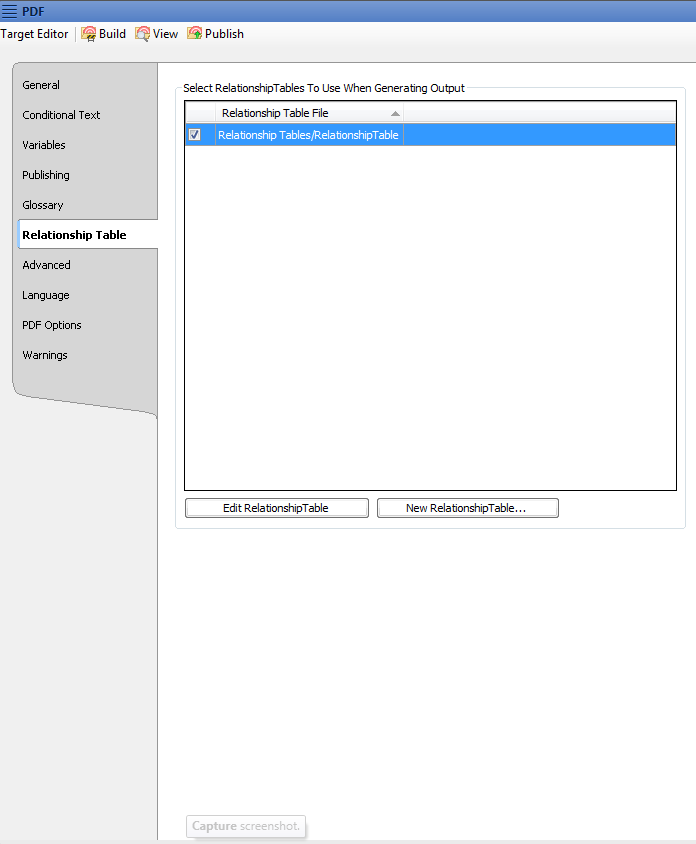 PDF
Target Editor Build View Publish
General
Conditional Text
Variables
Publishing
Glossary
Relationship Table
Advanced
Language
PDF Options
Warnings
Select RelationshipTables To Use When Generating Output
Relationship Table File
Relationship Tables/RelationshipTable
Edit RelationshipTable New RelationshipTable...
Capture screenshot.